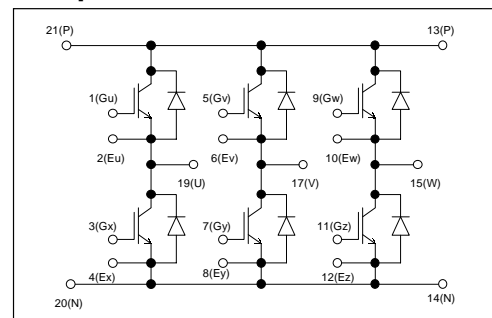 21(P) 13(P)
1(Gu) 5(Gv) 9(Gw)
2(Eu) 6(Ev) 10(Ew)
19(U) 17(V) 15(W)
3(Gx) 7(Gy) 11(Gz)
4(Ex) 8(Ey) 12(Ez)
20(N) 14(N)